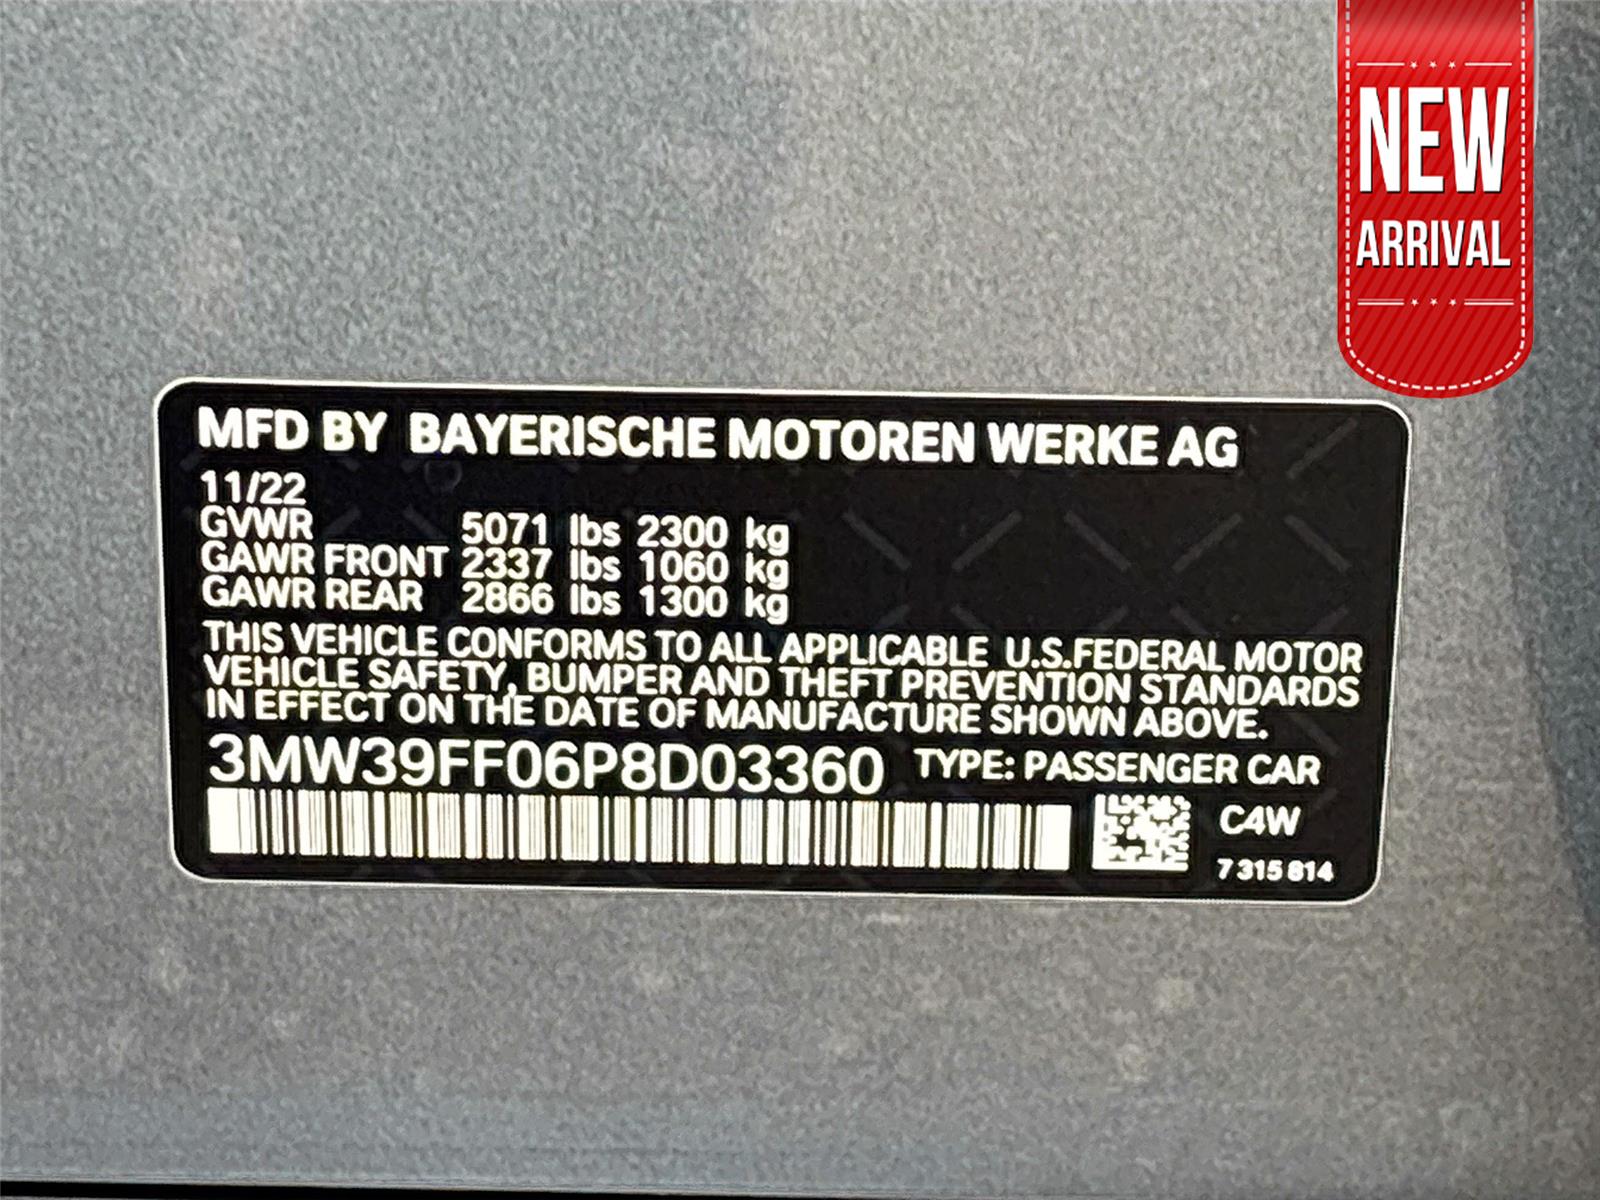 NEW
ARRIVAL
MFD BY BAYERISCHE MOTOREN WERKE AG
11/22
GVWR 5071 lbs 2300 kg
GAWR FRONT 2337 lbs 1060 kg
GAWR REAR 2866 lbs 1300 kg
THIS VEHICLE CONFORMS TO ALL APPLICABLE U.S.FEDERAL MOTOR
VEHICLE SAFETY, BUMPER AND THEFT PREVENTION STANDARDS
IN EFFECT ON THE DATE OF MANUFACTURE SHOWN ABOVE.
3MW39FF06P8D03360 TYPE: PASSENGER CAR
C4W
7 315 814